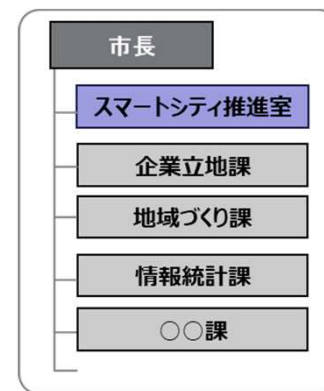 市長
スマートシティ推進室
企業立地課
地域づくり課
情報統計課
○○課